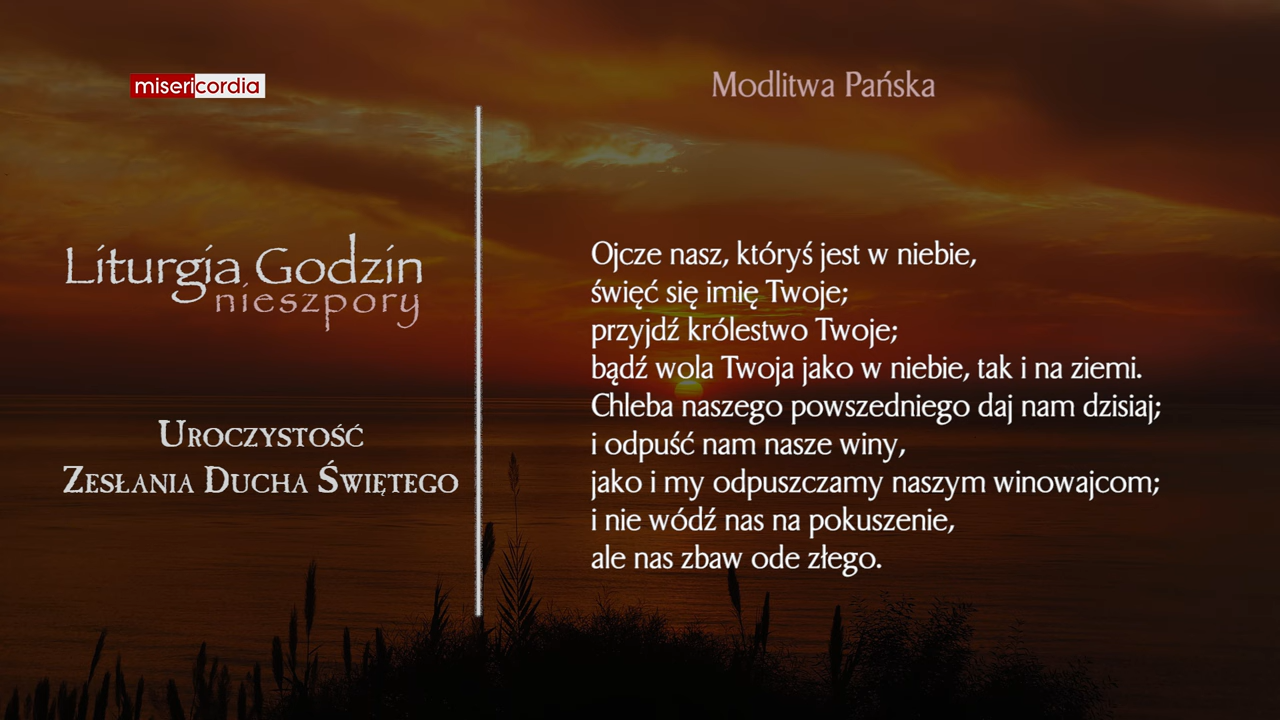 misericordia
Modlitwa Pańska
Liturgia Godzin
nieszpory
Uroczystość
Zesłania Ducha Świętego
Ojcze nasz, któryś jest w niebie,
święć się imię Twoje;
przyjdź królestwo Twoje;
bądź wola Twoja jako w niebie, tak i na ziemi.
Chleba naszego powszedniego daj nam dzisiaj;
i odpuść nam nasze winy,
jako i my odpuszczamy naszym winowajcom;
i nie wódź nas na pokuszenie,
ale nas zbaw ode złego.